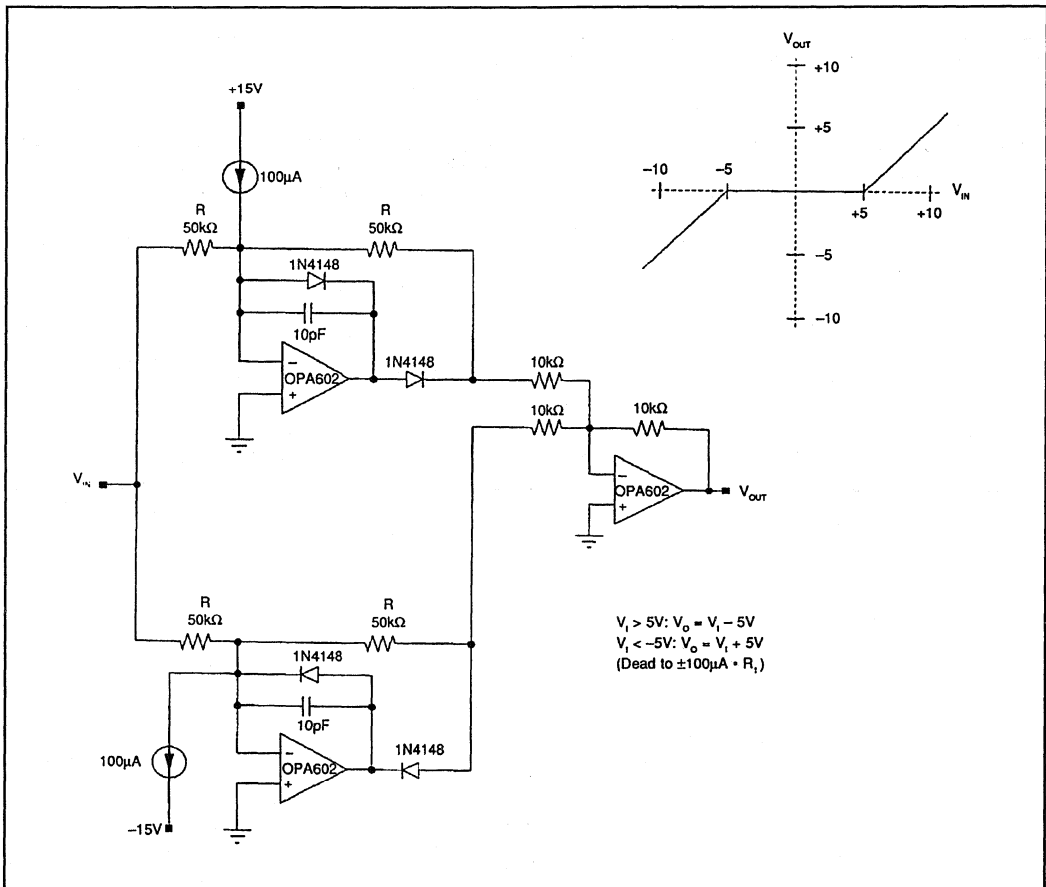 V_OUT
+10
+15V
+5
100µA
-10
-5
V_IN
+5
+10
R
50kΩ
R
50kΩ
-5
1N4148
-10
10pF
1N4148
10kΩ
−
OPA602
+
10kΩ
10kΩ
V_IN
−
OPA602
+
V_OUT
R
50kΩ
R
50kΩ
V_I > 5V: V_O = V_I – 5V
V_I < –5V: V_O = V_I + 5V
(Dead to ±100µA • R_I)
1N4148
10pF
100µA
1N4148
−
OPA602
+
–15V